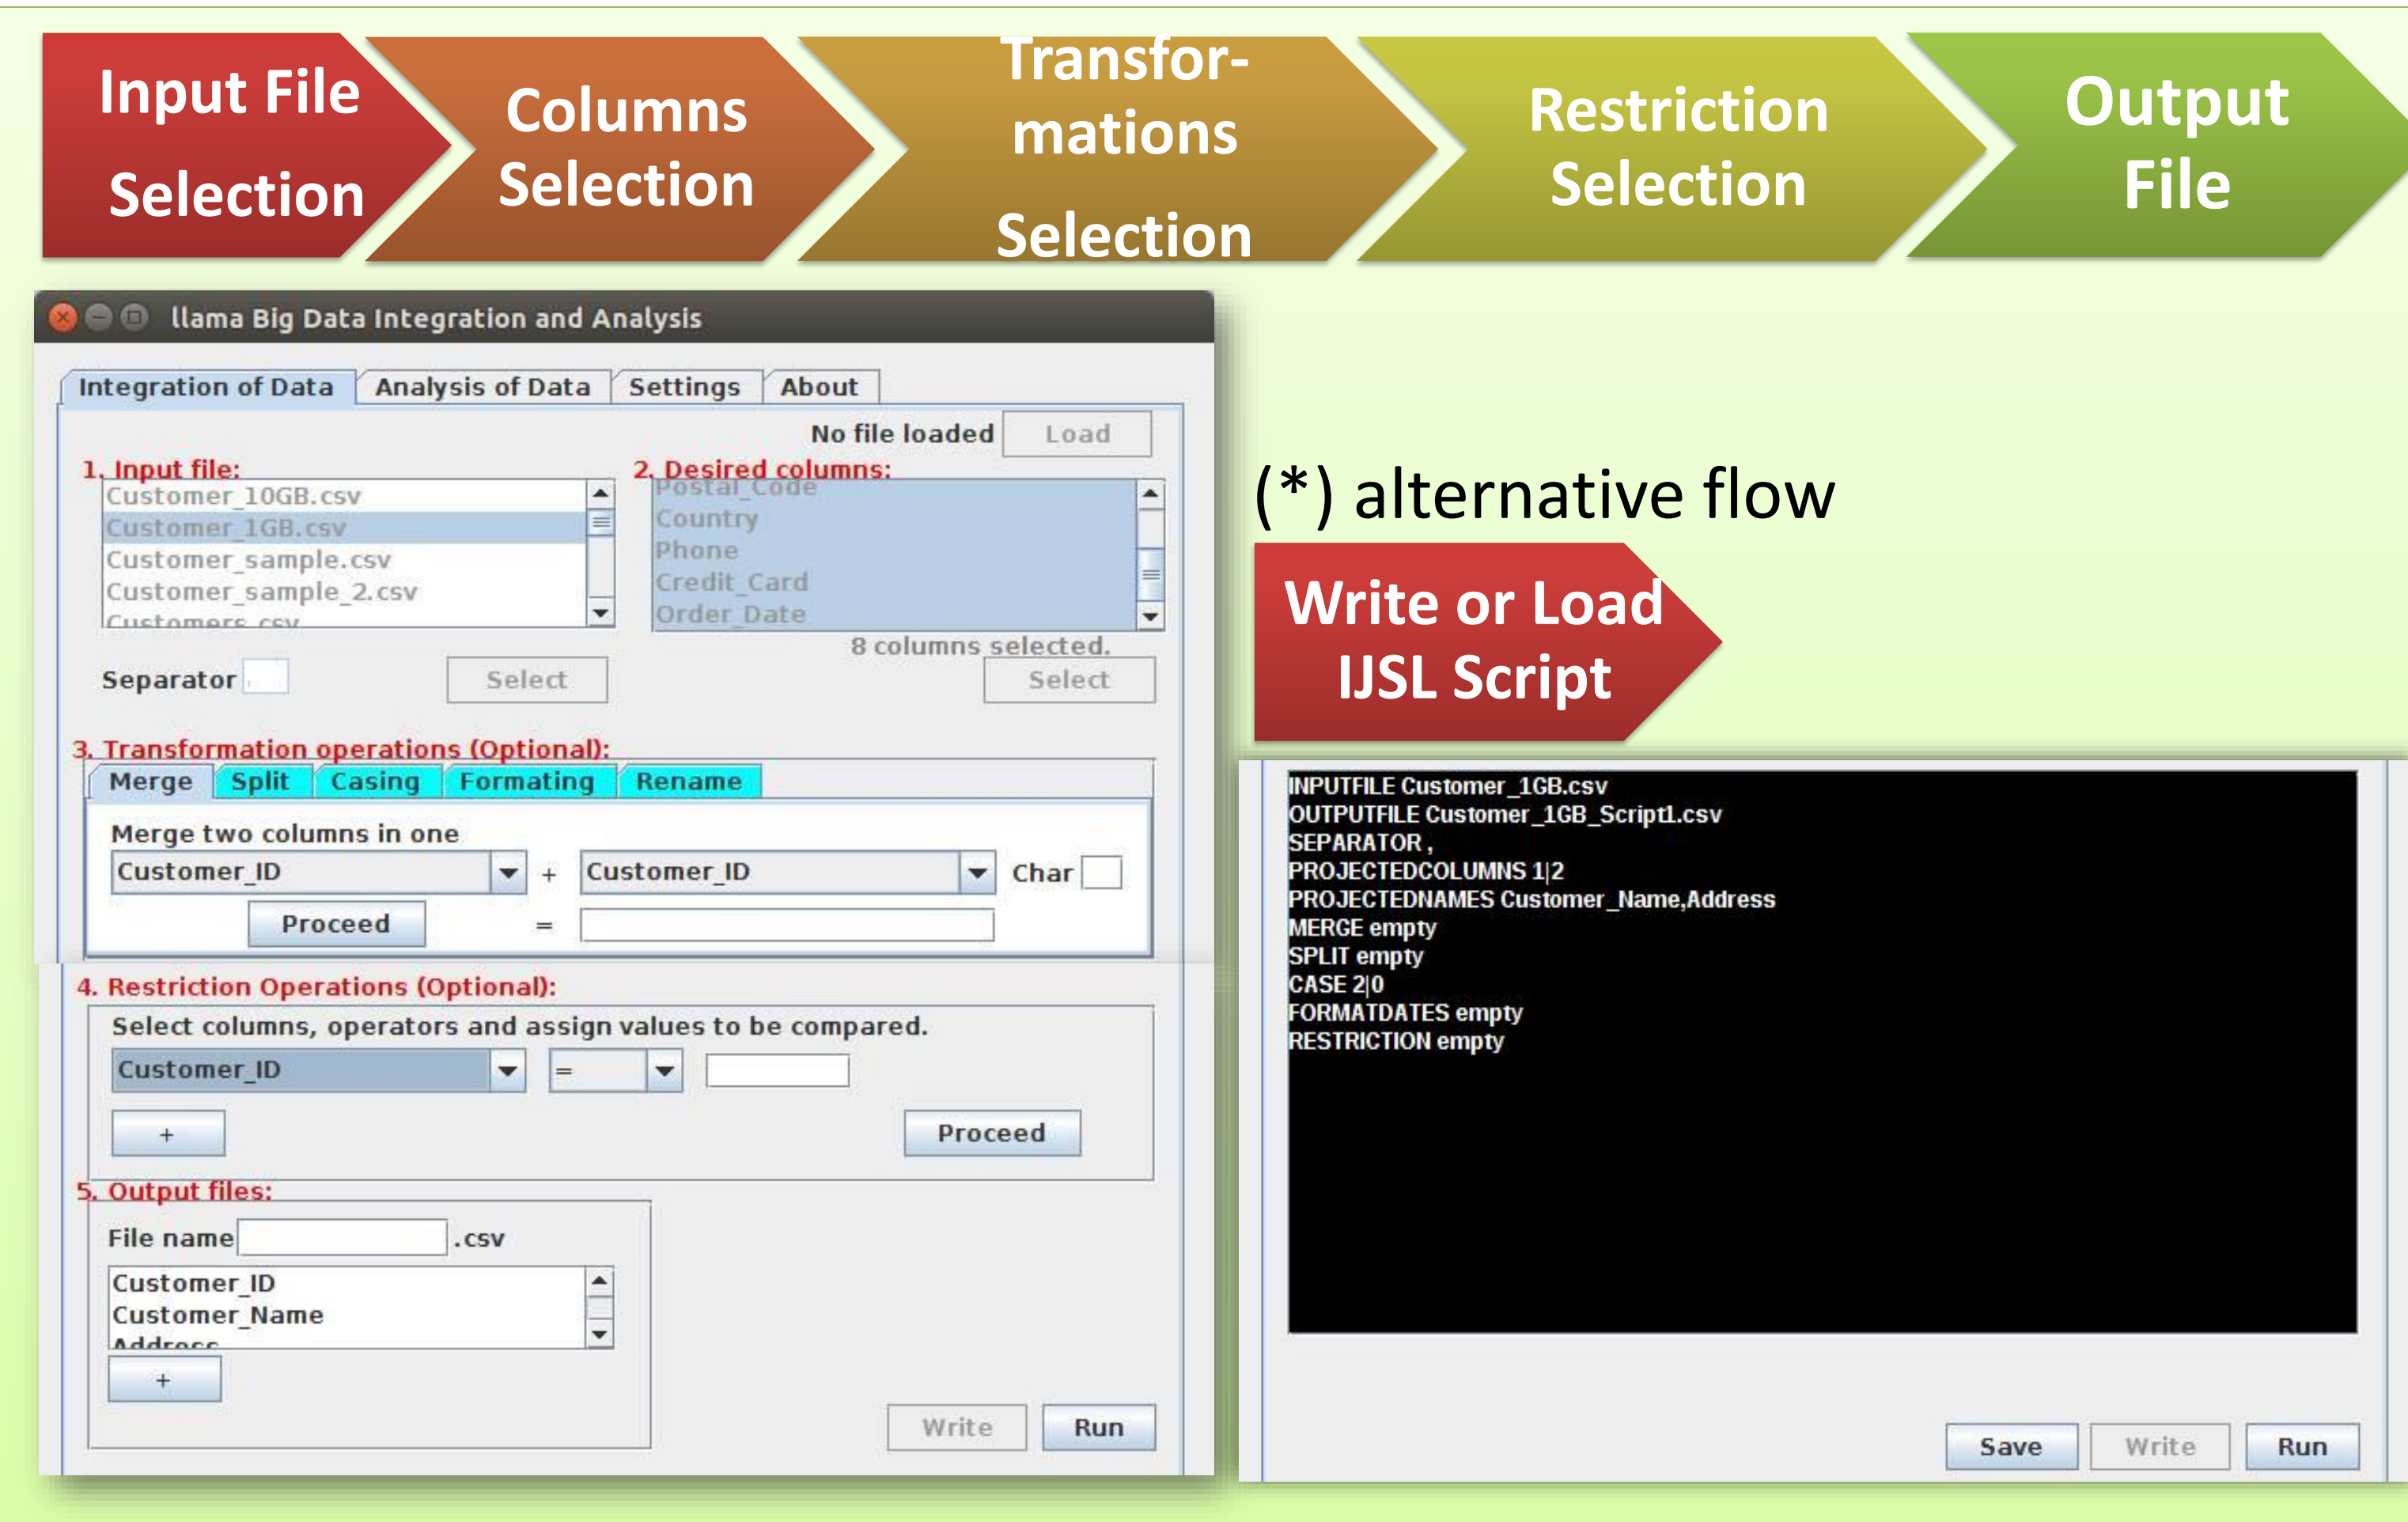 Input File
Selection
Columns
Selection
Transfor-
mations
Selection
Restriction
Selection
Output
File
llama Big Data Integration and Analysis
Integration of Data Analysis of Data Settings About
No file loaded Load
1. Input file:
Customer_10GB.csv
Customer_1GB.csv
Customer_sample.csv
Customer_sample_2.csv
Customers.csv
Separator Select
2. Desired columns:
Postal_Code
Country
Phone
Credit_Card
Order_Date
8 columns selected.
Select
3. Transformation operations (Optional):
Merge Split Casing Formating Rename
Merge two columns in one
Customer_ID + Customer_ID Char
Proceed =
4. Restriction Operations (Optional):
Select columns, operators and assign values to be compared.
Customer_ID =
+ Proceed
5. Output files:
File name .csv
Customer_ID
Customer_Name
Address
+
Write Run
(*) alternative flow
Write or Load
IJSL Script
INPUTFILE Customer_1GB.csv
OUTPUTFILE Customer_1GB_Script1.csv
SEPARATOR ,
PROJECTEDCOLUMNS 1|2
PROJECTEDNAMES Customer_Name,Address
MERGE empty
SPLIT empty
CASE 2|0
FORMATDATES empty
RESTRICTION empty
Save Write Run